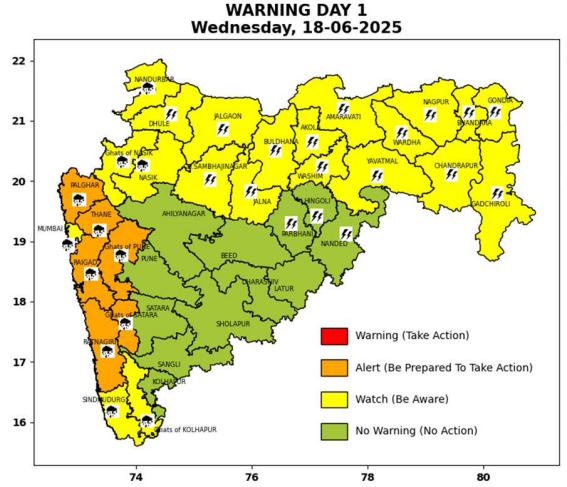 WARNING DAY 1
Wednesday, 18-06-2025
22
21
20
19
18
17
16
74
76
78
80
NANDURBAR
DHULE
JALGAON
AKOLA
AMARAVATI
NAGPUR
GONDIA
BHANDARA
BULDHANA
WARDHA
Ghats of NASIK
NASIK
SAMBHAJINAGAR
WASHIM
YAVATMAL
CHANDRAPUR
GADCHIROLI
JALNA
PALGHAR
THANE
AHILYANAGAR
HINGOLI
PARBHANI
NANDED
MUMBAI
Ghats of PUNE
PUNE
RAIGAD
BEED
DHARASHIV
LATUR
SATARA
Ghats of SATARA
SHOLAPUR
RATNAGIRI
SANGLI
KOLHAPUR
SINDHUDURG
Ghats of KOLHAPUR
Warning (Take Action)
Alert (Be Prepared To Take Action)
Watch (Be Aware)
No Warning (No Action)